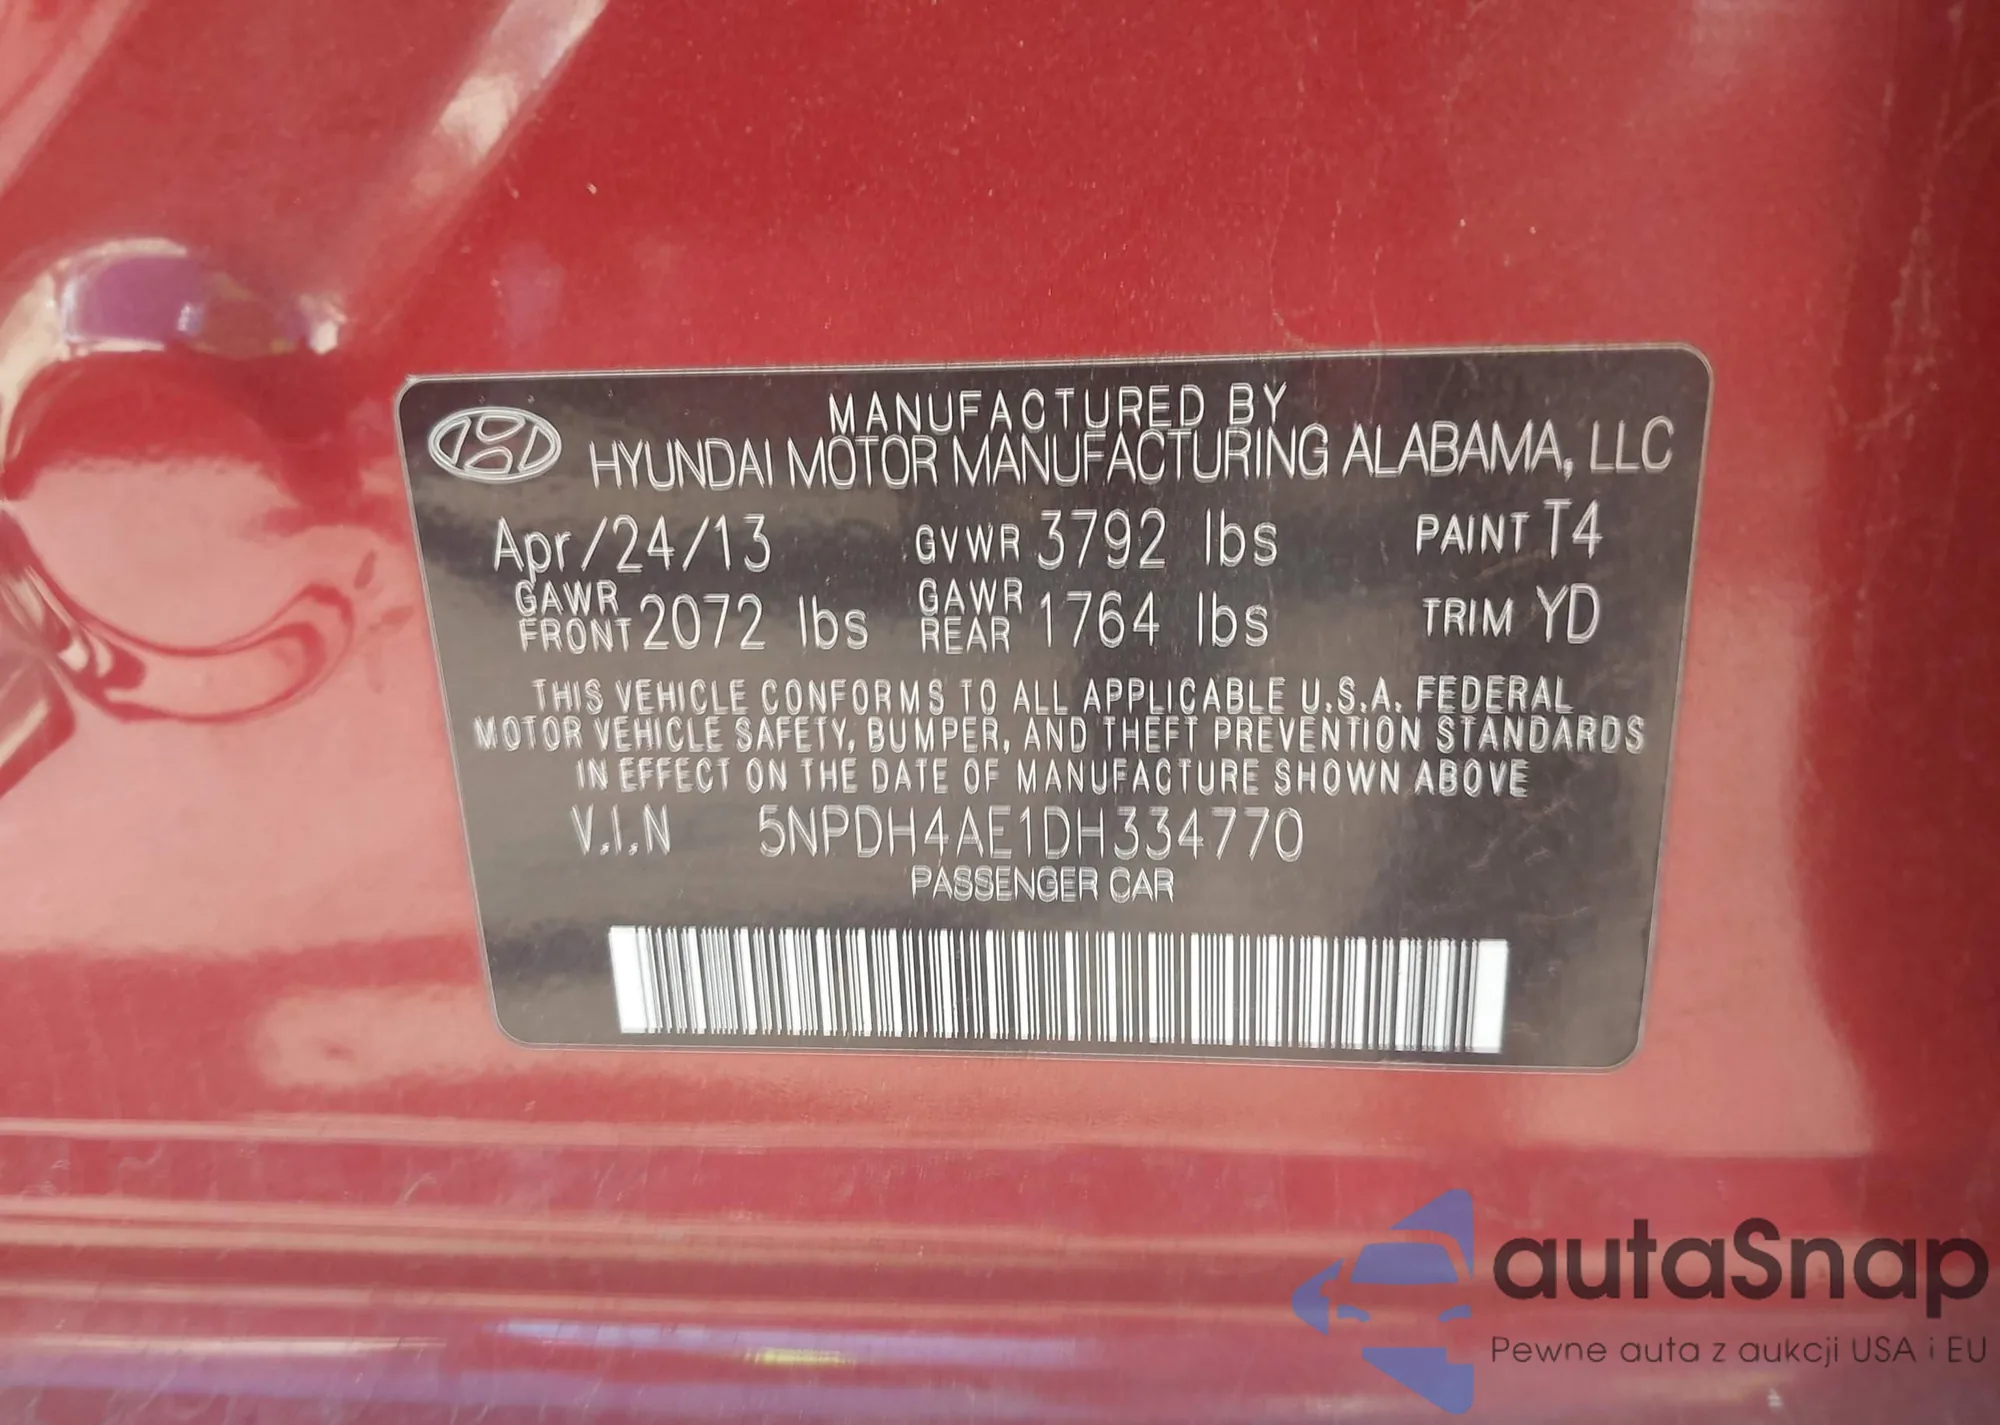 MANUFACTURED BY
HYUNDAI MOTOR MANUFACTURING ALABAMA, LLC
Apr/24/13 GVWR 3792 lbs PAINT T4
GAWR FRONT 2072 lbs GAWR REAR 1764 lbs TRIM YD
THIS VEHICLE CONFORMS TO ALL APPLICABLE U.S.A. FEDERAL
MOTOR VEHICLE SAFETY, BUMPER, AND THEFT PREVENTION STANDARDS
IN EFFECT ON THE DATE OF MANUFACTURE SHOWN ABOVE
V.I.N 5NPDH4AE1DH334770
PASSENGER CAR
autaSnap
Pewne auta z aukcji USA i EU